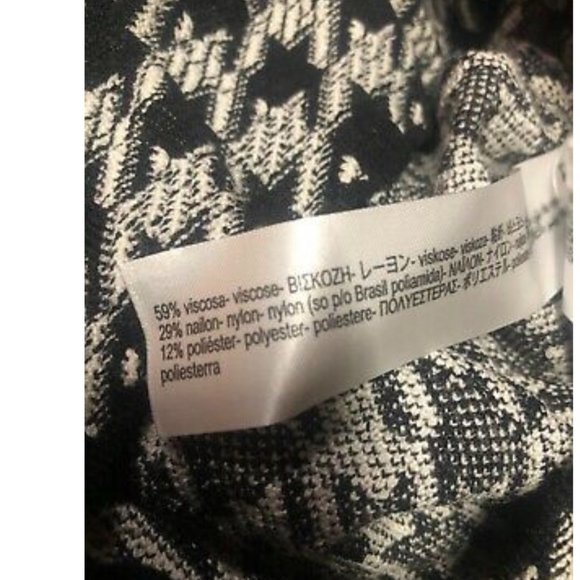 59% viscosa- viscose- ΒΙΣΚΟΖΗ- レーヨン- viskose- viskoza-
29% nailon- nylon- nylon (so p/o Brasil poliamida)- ΝΑΪΛΟΝ- ナイロン-
12% poliéster- polyester- poliestere- ΠΟΛΥΕΣΤΕΡΑΣ- ポリエステル-
poliesterra